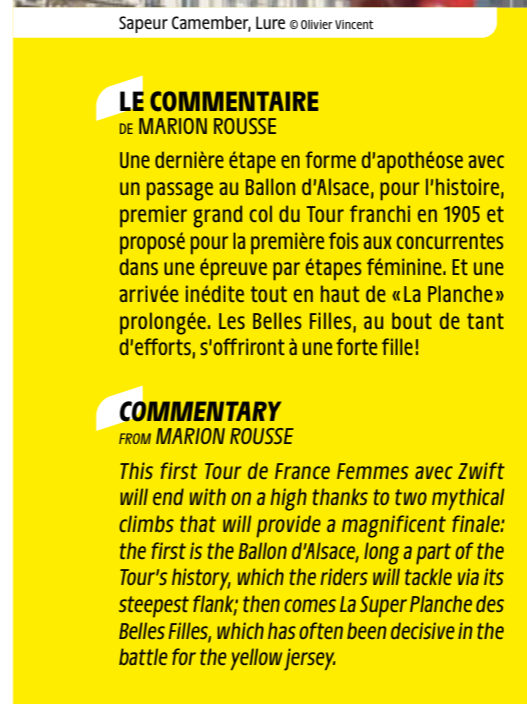 Sapeur Camember, Lure © Olivier Vincent
LE COMMENTAIRE
DE MARION ROUSSE
Une dernière étape en forme d'apothéose avec
un passage au Ballon d'Alsace, pour l'histoire,
premier grand col du Tour franchi en 1905 et
proposé pour la première fois aux concurrentes
dans une épreuve par étapes féminine. Et une
arrivée inédite tout en haut de «La Planche»
prolongée. Les Belles Filles, au bout de tant
d'efforts, s'offriront à une forte fille!
COMMENTARY
FROM MARION ROUSSE
This first Tour de France Femmes avec Zwift
will end with on a high thanks to two mythical
climbs that will provide a magnificent finale:
the first is the Ballon d'Alsace, long a part of the
Tour's history, which the riders will tackle via its
steepest flank; then comes La Super Planche des
Belles Filles, which has often been decisive in the
battle for the yellow jersey.